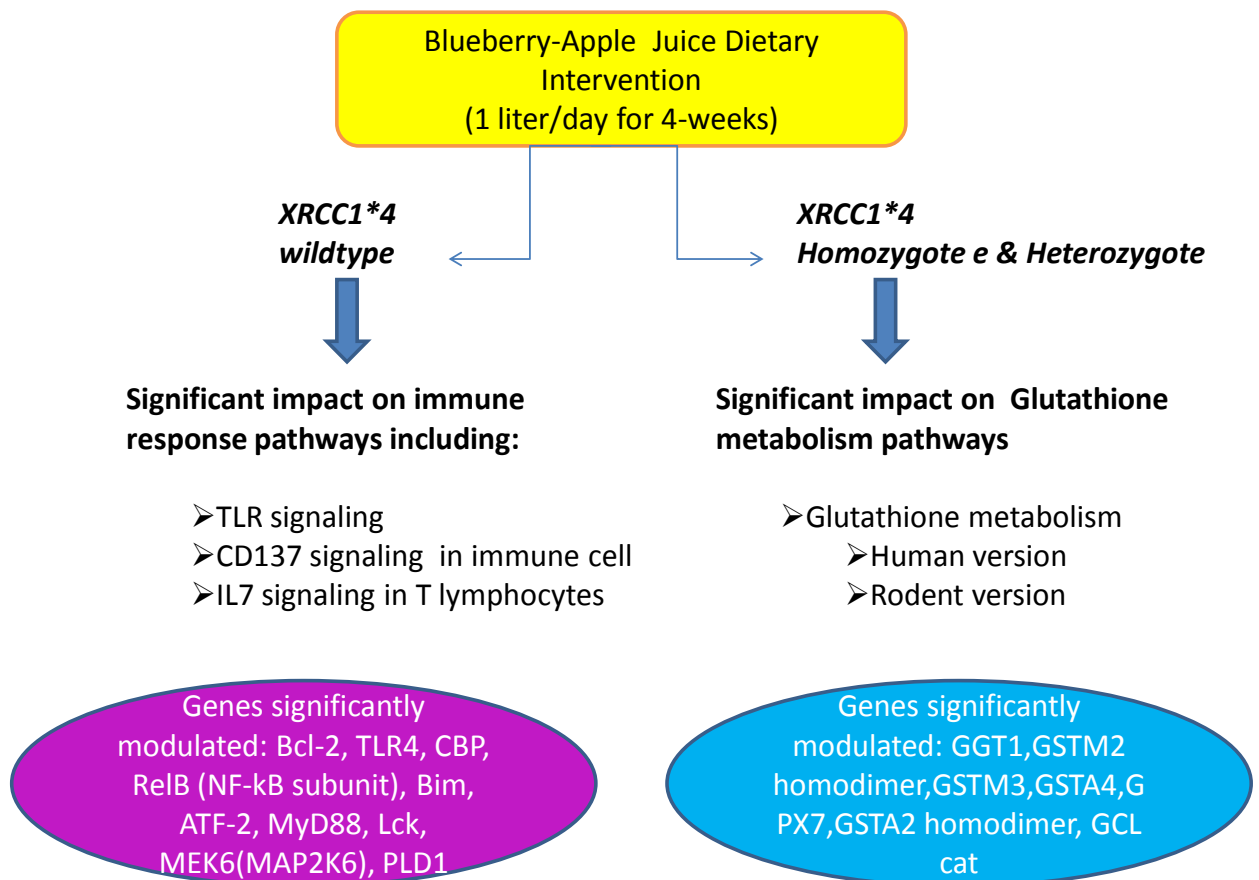 Blueberry-Apple Juice Dietary
Intervention
(1 liter/day for 4-weeks)
XRCC1*4
wildtype
XRCC1*4
Homozygote e & Heterozygote
Significant impact on immune
response pathways including:
➢TLR signaling
➢CD137 signaling in immune cell
➢IL7 signaling in T lymphocytes
Significant impact on Glutathione
metabolism pathways
➢Glutathione metabolism
➢Human version
➢Rodent version
Genes significantly
modulated: Bcl-2, TLR4, CBP,
RelB (NF-kB subunit), Bim,
ATF-2, MyD88, Lck,
MEK6(MAP2K6), PLD1
Genes significantly
modulated: GGT1,GSTM2
homodimer,GSTM3,GSTA4,G
PX7,GSTA2 homodimer, GCL
cat